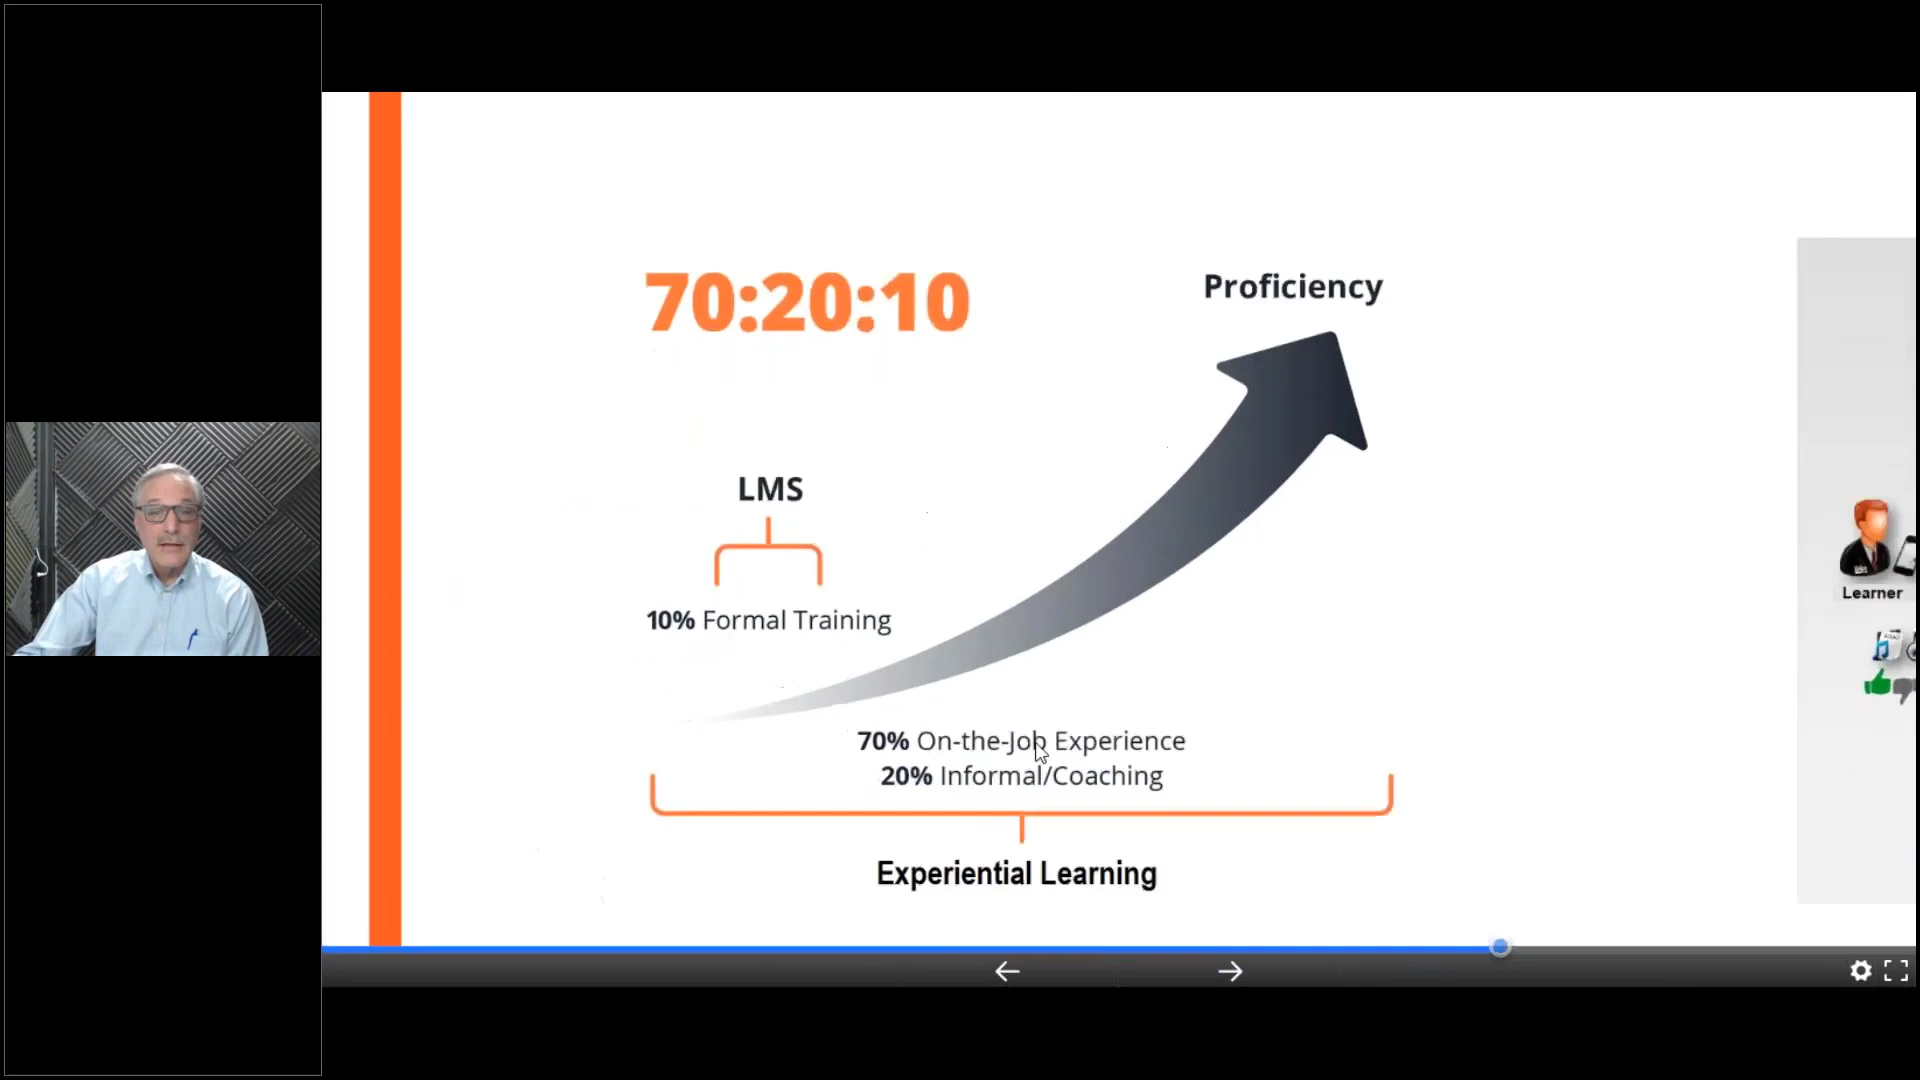 70:20:10
Proficiency
LMS
10% Formal Training
70% On-the-Job Experience
20% Informal/Coaching
Experiential Learning
Learner